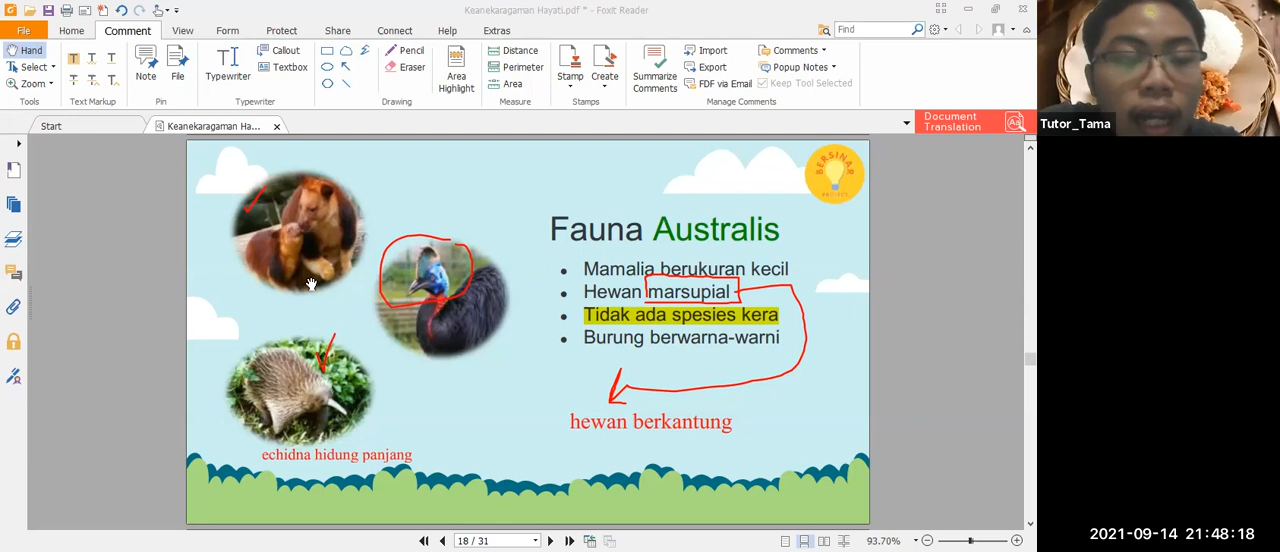 Keanekaragaman Hayati.pdf * - Foxit Reader
File Home Comment View Form Protect Share Connect Help Extras
Find
Hand
Select
Zoom
Tools
Text Markup
Note
File
Pin
Typewriter
Callout
Textbox
Typewriter
Pencil
Eraser
Drawing
Area
Highlight
Distance
Perimeter
Area
Measure
Stamp
Create
Stamps
Summarize
Comments
Import
Export
FDF via Email
Comments
Popup Notes
Keep Tool Selected
Manage Comments
Tutor_Tama
Start
Keanekaragaman Ha...
Document
Translation
BERSINAR
PROJECT
Fauna Australis
Mamalia berukuran kecil
Hewan marsupial
Tidak ada spesies kera
Burung berwarna-warni
hewan berkantung
echidna hidung panjang
18 / 31
93.70%
2021-09-14 21:48:18